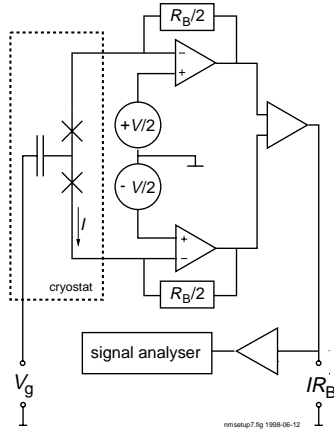 R_B/2
−
+
+V/2
- V/2
I
+
−
cryostat
R_B/2
signal analyser
V_g
IR_B
nmsetup7.fig 1998-06-12